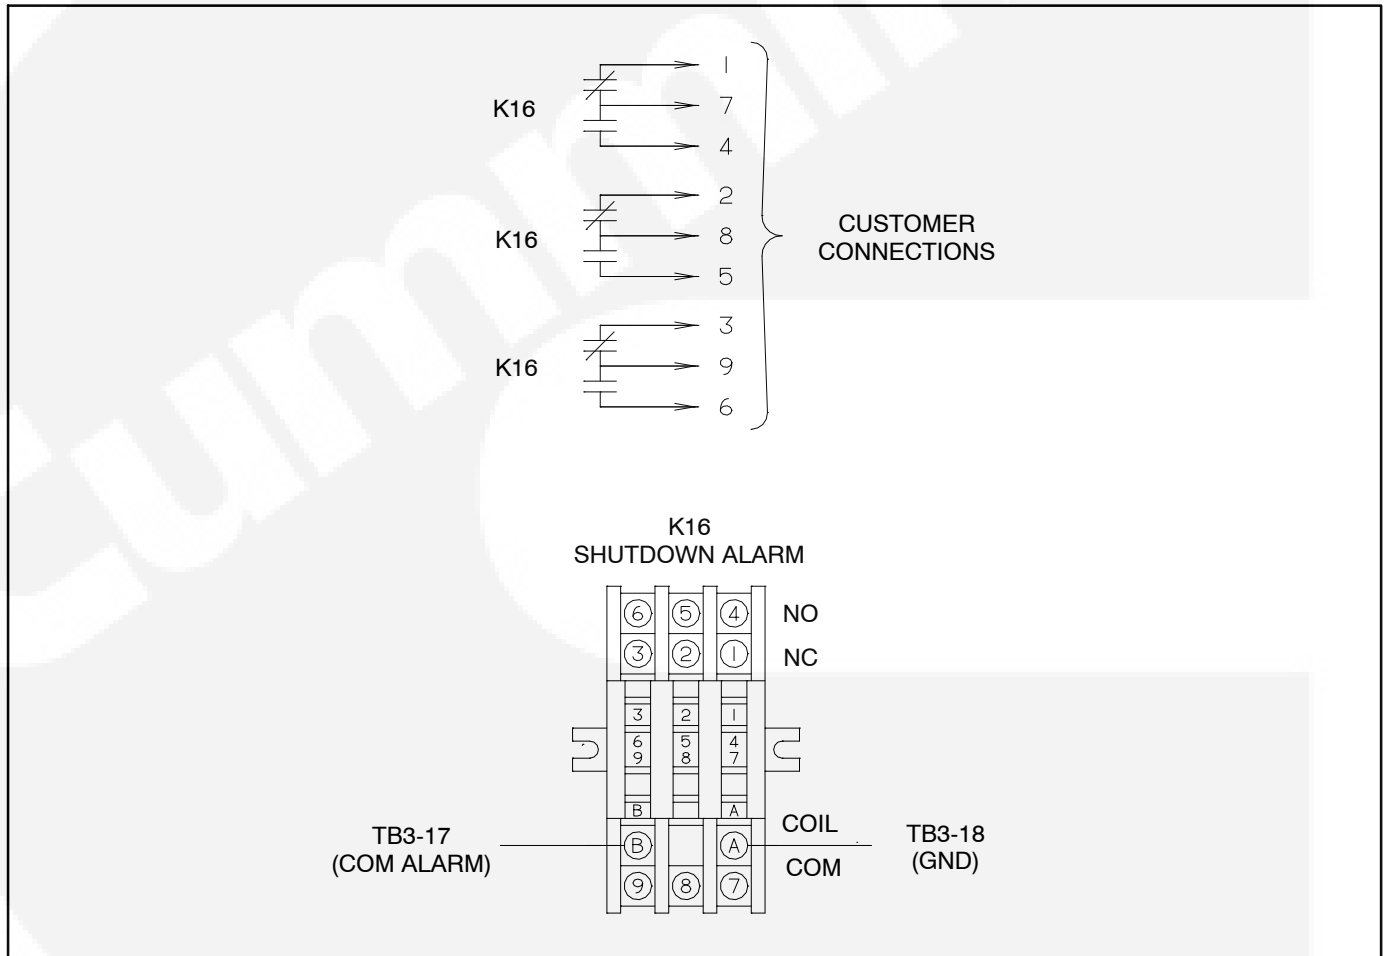 1
K16
7
4
2
K16
8
5
CUSTOMER
CONNECTIONS
3
K16
9
6
K16
SHUTDOWN ALARM
6 5 4 NO
3 2 1 NC
3 2 1
6 5 4
9 8 7
B A
TB3-17
(COM ALARM)
B A
COIL
COM
TB3-18
(GND)
9 8 7
Cummin